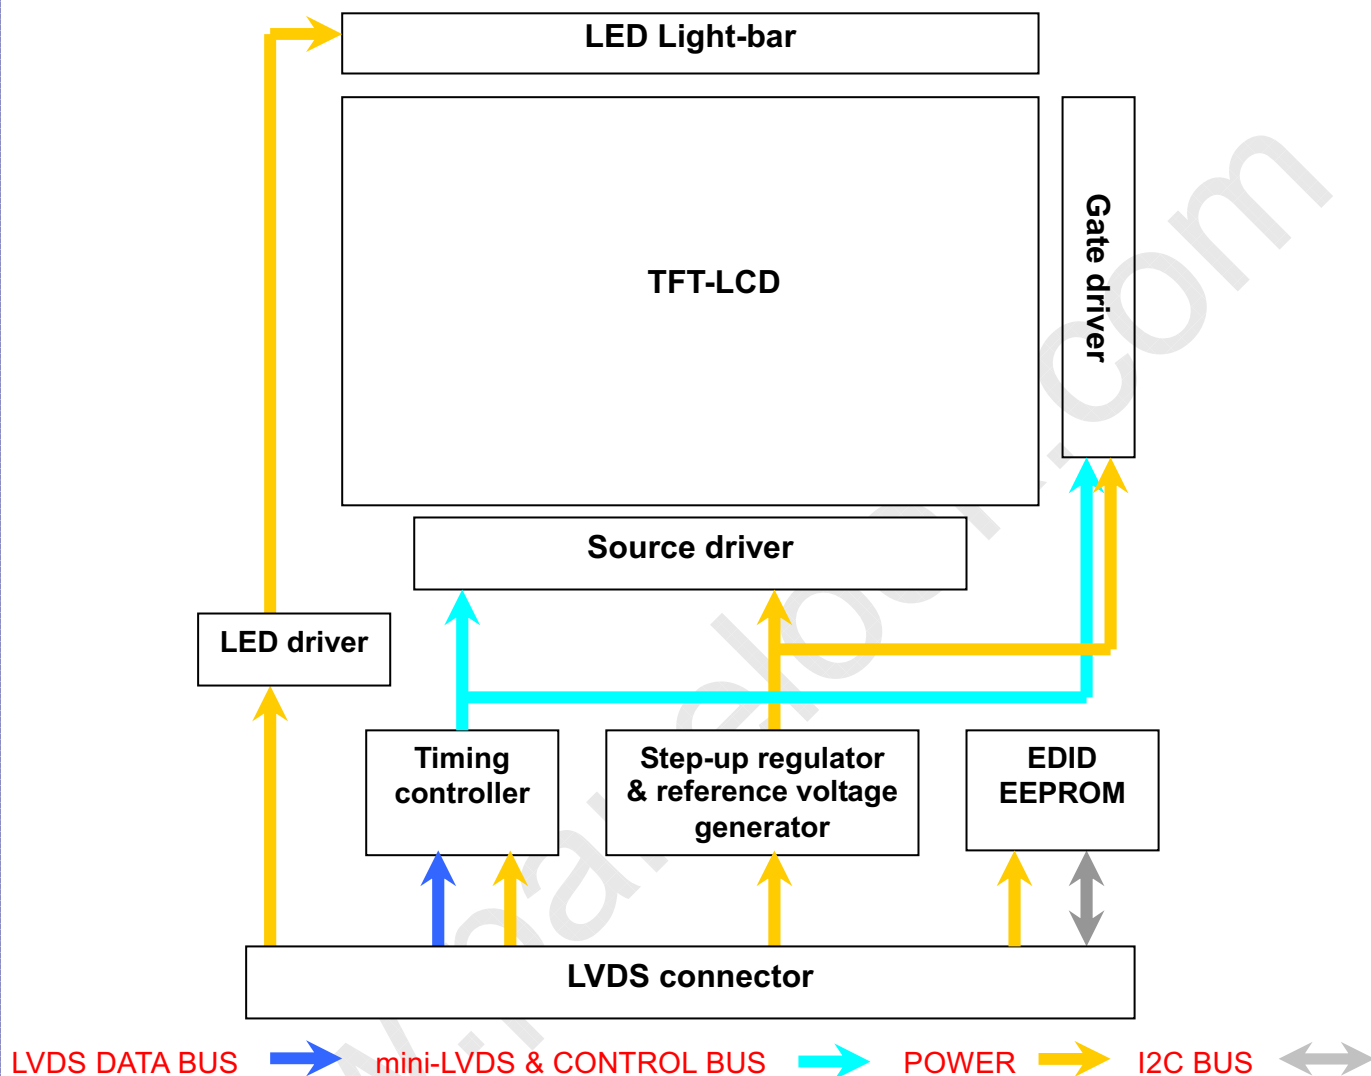 LED Light-bar
TFT-LCD
Gate driver
Source driver
LED driver
Timing
controller
Step-up regulator
& reference voltage
generator
EDID
EEPROM
LVDS connector
LVDS DATA BUS
mini-LVDS & CONTROL BUS
POWER
I2C BUS